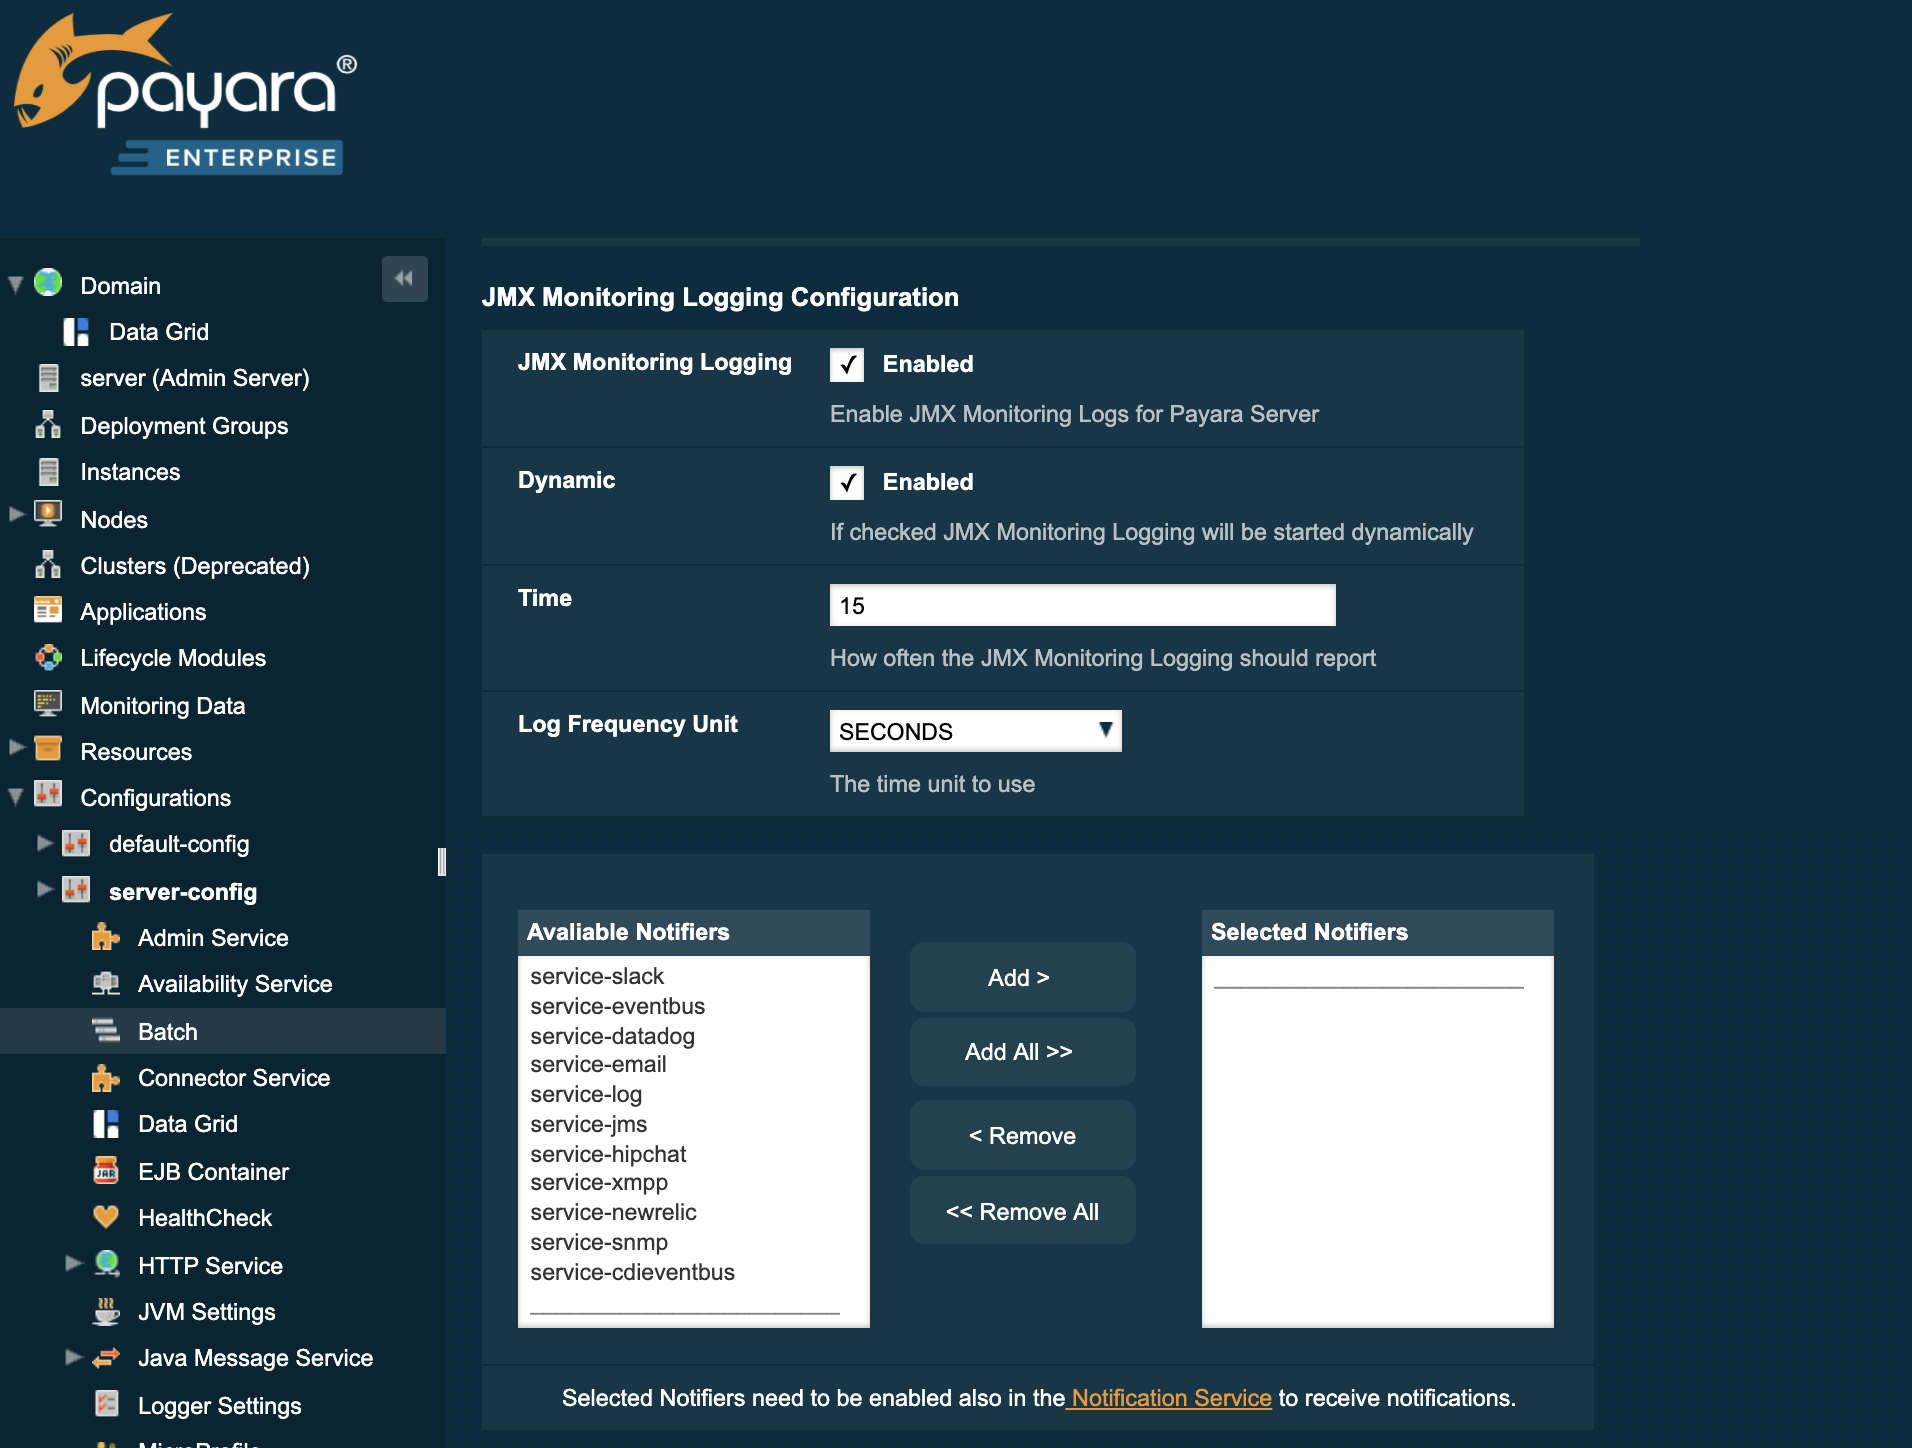 payara®
ENTERPRISE
Domain
Data Grid
server (Admin Server)
Deployment Groups
Instances
Nodes
Clusters (Deprecated)
Applications
Lifecycle Modules
Monitoring Data
Resources
Configurations
default-config
server-config
Admin Service
Availability Service
Batch
Connector Service
Data Grid
EJB Container
HealthCheck
HTTP Service
JVM Settings
Java Message Service
Logger Settings
JMX Monitoring Logging Configuration
JMX Monitoring Logging
Enabled
Enable JMX Monitoring Logs for Payara Server
Dynamic
Enabled
If checked JMX Monitoring Logging will be started dynamically
Time
15
How often the JMX Monitoring Logging should report
Log Frequency Unit
SECONDS
The time unit to use
Avaliable Notifiers
service-slack
service-eventbus
service-datadog
service-email
service-log
service-jms
service-hipchat
service-xmpp
service-newrelic
service-snmp
service-cdieventbus
Add >
Add All >>
< Remove
<< Remove All
Selected Notifiers
Selected Notifiers need to be enabled also in the Notification Service to receive notifications.